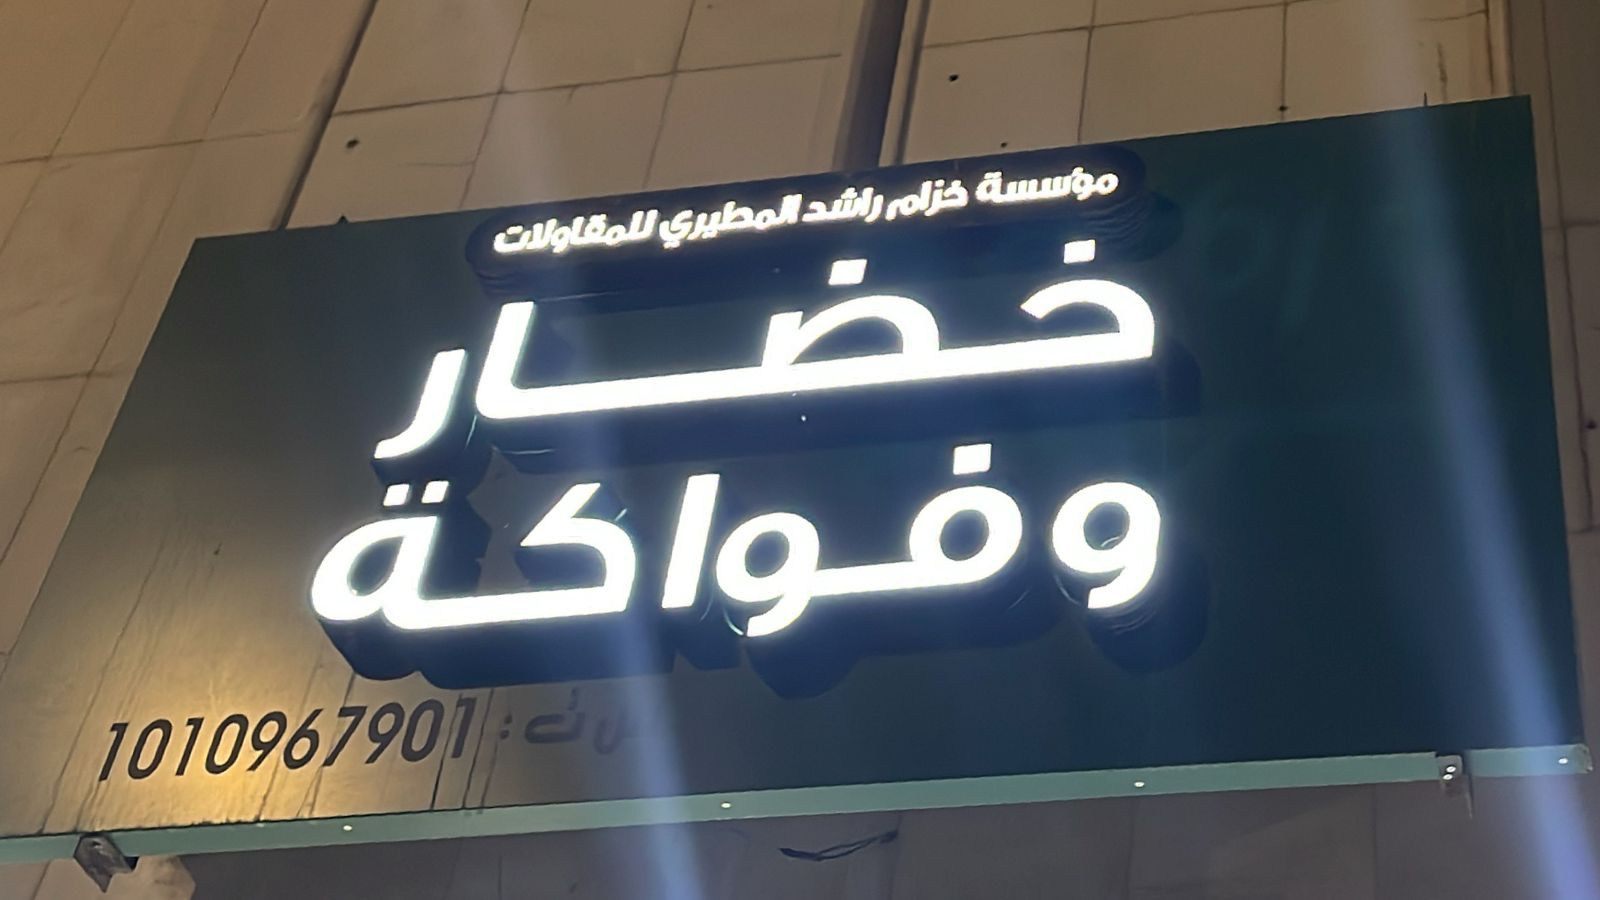 مؤسسة خزام راشد المطيري للمقاولات
خضار
وفواكة
س ت : 1010967901